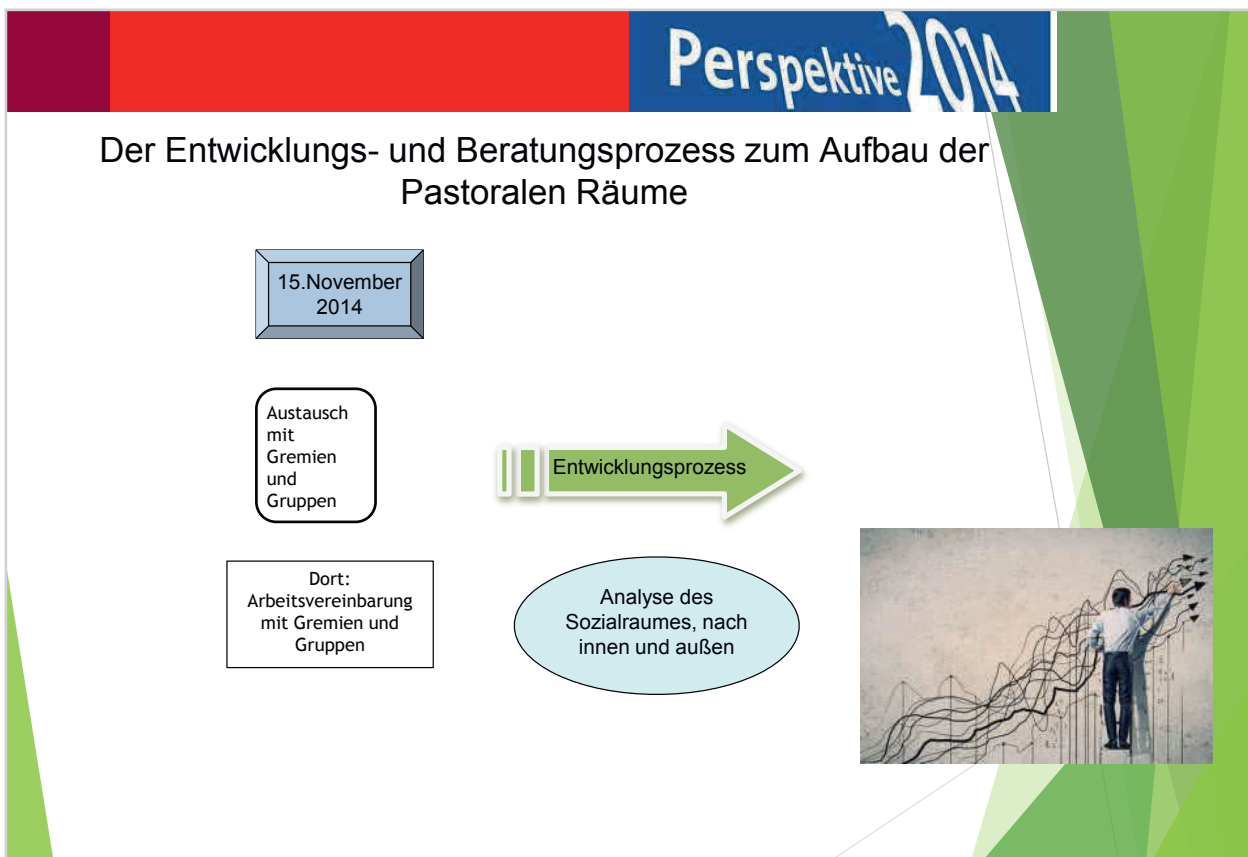 Perspektive 2014
Der Entwicklungs- und Beratungsprozess zum Aufbau der
Pastoralen Räume
15.November
2014
Austausch
mit
Gremien
und
Gruppen
Entwicklungsprozess
Dort:
Arbeitsvereinbarung
mit Gremien und
Gruppen
Analyse des
Sozialraumes, nach
innen und außen